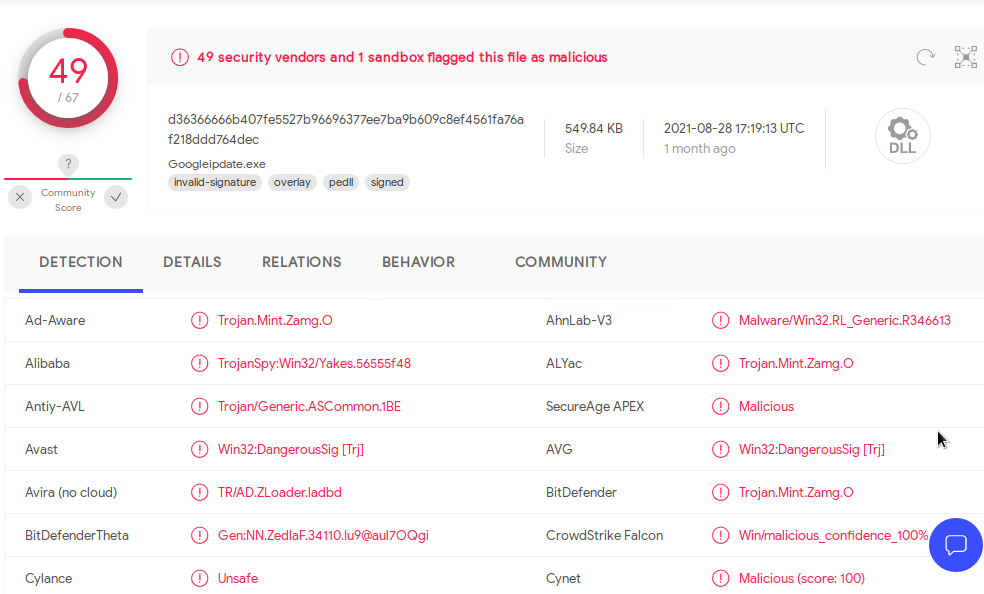 49
/ 67
?
Community
Score
49 security vendors and 1 sandbox flagged this file as malicious
d36366666b407fe5527b96696377ee7ba9b609c8ef4561fa76a
f218ddd764dec
Googleipdate.exe
invalid-signature overlay pedll signed
549.84 KB
Size
2021-08-28 17:19:13 UTC
1 month ago
DLL
DETECTION DETAILS RELATIONS BEHAVIOR COMMUNITY
Ad-Aware Trojan.Mint.Zamg.O AhnLab-V3 Malware/Win32.RL_Generic.R346613
Alibaba TrojanSpy:Win32/Yakes.56555f48 ALYac Trojan.Mint.Zamg.O
Antiy-AVL Trojan/Generic.ASCommon.1BE SecureAge APEX Malicious
Avast Win32:DangerousSig [Trj] AVG Win32:DangerousSig [Trj]
Avira (no cloud) TR/AD.ZLoader.ladbd BitDefender Trojan.Mint.Zamg.O
BitDefenderTheta Gen:NN.ZedlaF.34110.lu9@aul7OQgi CrowdStrike Falcon Win/malicious_confidence_100%
Cylance Unsafe Cynet Malicious (score: 100)